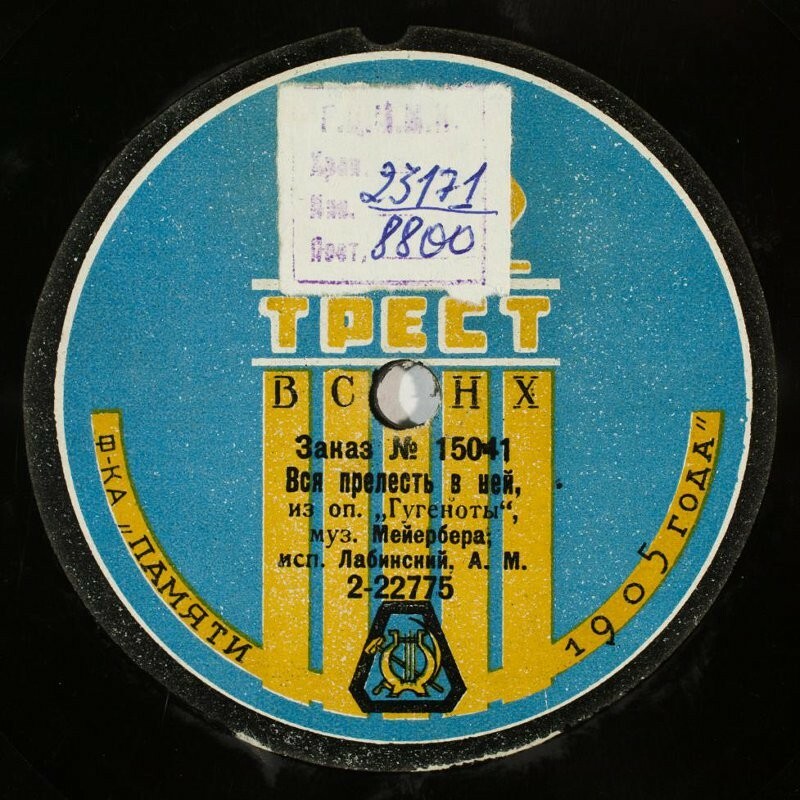 Г.Ц.М.М.К.
Хран.
Инв. 23171
Пост. 8800
ТРЕСТ
ВСНХ
Заказ № 15041
Вся прелесть в ней,
из оп. „Гугеноты“,
муз. Мейербера;
исп. Лабинский, А. М.
2-22775
Ф-КА „ПАМЯТИ 1905 ГОДА”